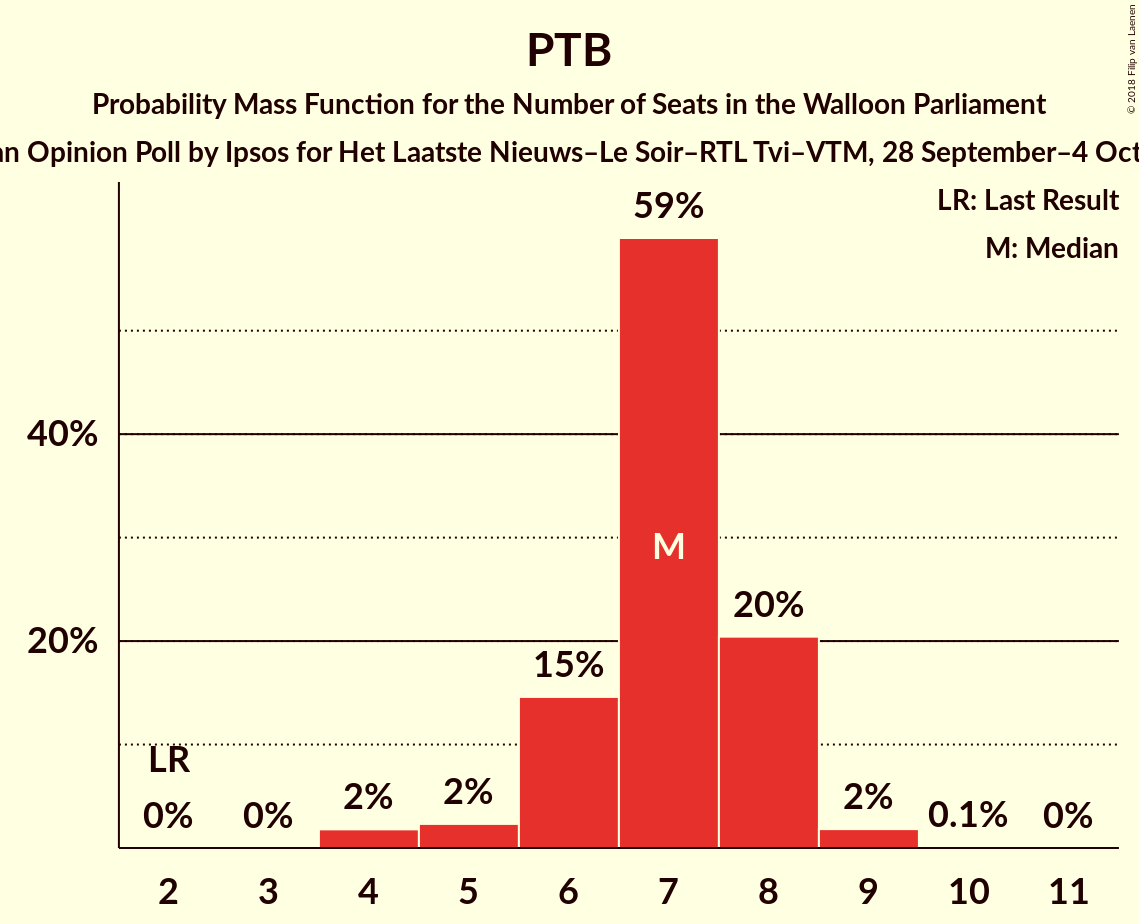 PTB
Probability Mass Function for the Number of Seats in the Walloon Parliament
an Opinion Poll by Ipsos for Het Laatste Nieuws–Le Soir–RTL Tvi–VTM, 28 September–4 Oct
© 2018 Filip van Laenen
LR: Last Result
M: Median
59%
40%
M
20%
20%
15%
LR
0%
0%
2%
2%
2%
0.1%
0%
2 3 4 5 6 7 8 9 10 11